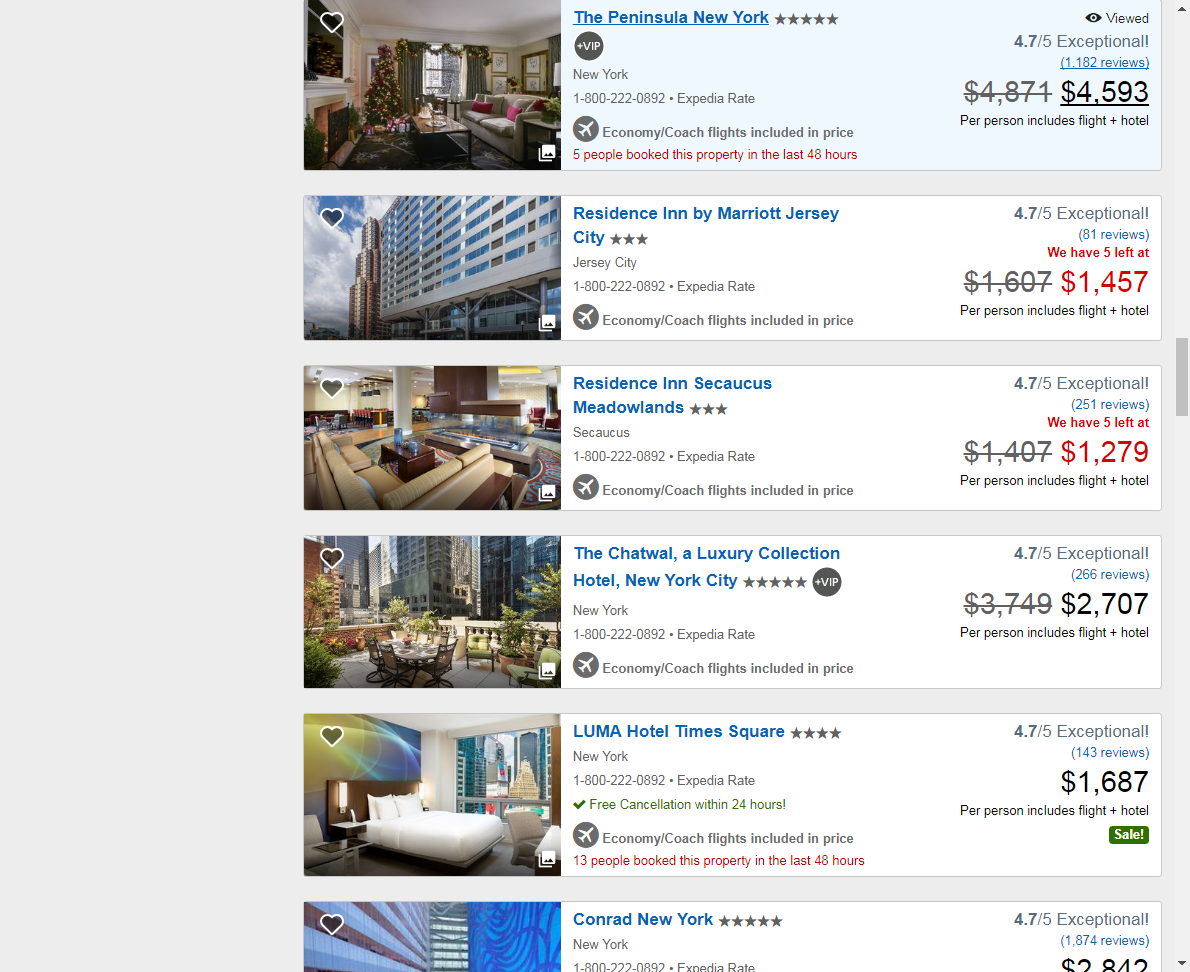 The Peninsula New York
+VIP
New York
1-800-222-0892 • Expedia Rate
Economy/Coach flights included in price
5 people booked this property in the last 48 hours
Viewed
4.7/5 Exceptional!
(1,182 reviews)
$4,871 $4,593
Per person includes flight + hotel
Residence Inn by Marriott Jersey
City
Jersey City
1-800-222-0892 • Expedia Rate
Economy/Coach flights included in price
4.7/5 Exceptional!
(81 reviews)
We have 5 left at
$1,607 $1,457
Per person includes flight + hotel
Residence Inn Secaucus
Meadowlands
Secaucus
1-800-222-0892 • Expedia Rate
Economy/Coach flights included in price
4.7/5 Exceptional!
(251 reviews)
We have 5 left at
$1,407 $1,279
Per person includes flight + hotel
The Chatwal, a Luxury Collection
Hotel, New York City +VIP
New York
1-800-222-0892 • Expedia Rate
Economy/Coach flights included in price
4.7/5 Exceptional!
(266 reviews)
$3,749 $2,707
Per person includes flight + hotel
LUMA Hotel Times Square
New York
1-800-222-0892 • Expedia Rate
Free Cancellation within 24 hours!
Economy/Coach flights included in price
13 people booked this property in the last 48 hours
4.7/5 Exceptional!
(143 reviews)
$1,687
Per person includes flight + hotel
Sale!
Conrad New York
New York
1-800-222-0892 • Expedia Rate
4.7/5 Exceptional!
(1,874 reviews)
$2,842